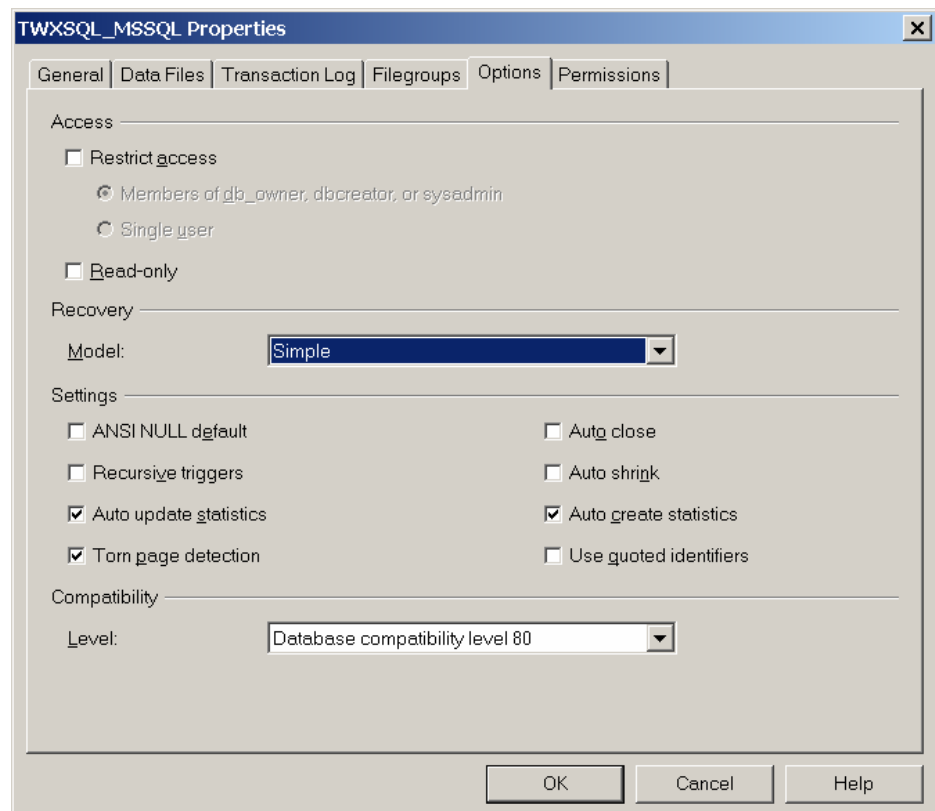 TWXSQL_MSSQL Properties
General Data Files Transaction Log Filegroups Options Permissions
Access
Restrict access
Members of db_owner, dbcreator, or sysadmin
Single user
Read-only
Recovery
Model: Simple
Settings
ANSI NULL default Auto close
Recursive triggers Auto shrink
Auto update statistics Auto create statistics
Torn page detection Use quoted identifiers
Compatibility
Level: Database compatibility level 80
OK Cancel Help